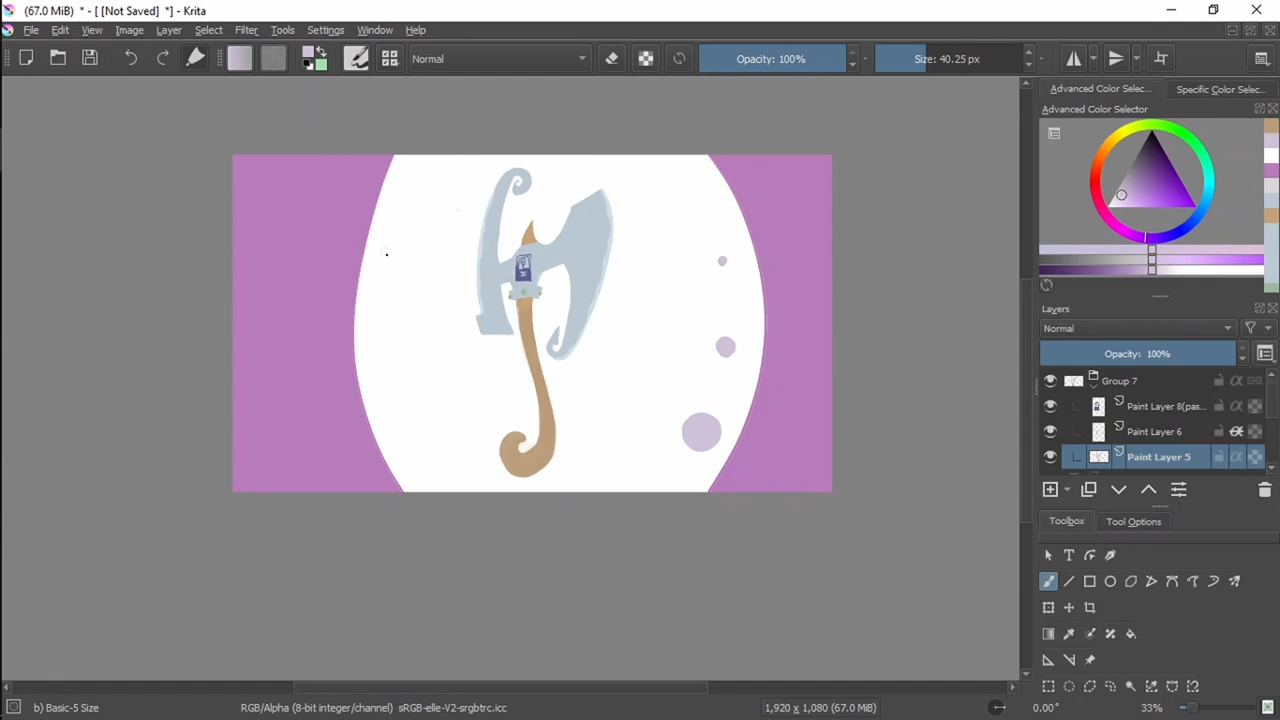 (67.0 MiB) * - [ [Not Saved] *] - Krita
File Edit View Image Layer Select Filter Tools Settings Window Help
Normal Opacity: 100% Size: 40.25 px
Advanced Color Selec... Specific Color Selec...
Advanced Color Selector
Layers
Normal
Opacity: 100%
Group 7
Paint Layer 8(pas...
Paint Layer 6
Paint Layer 5
Toolbox Tool Options
b) Basic-5 Size RGB/Alpha (8-bit integer/channel) sRGB-elle-V2-srgbtrc.icc 1,920 x 1,080 (67.0 MiB) 0.00° 33%